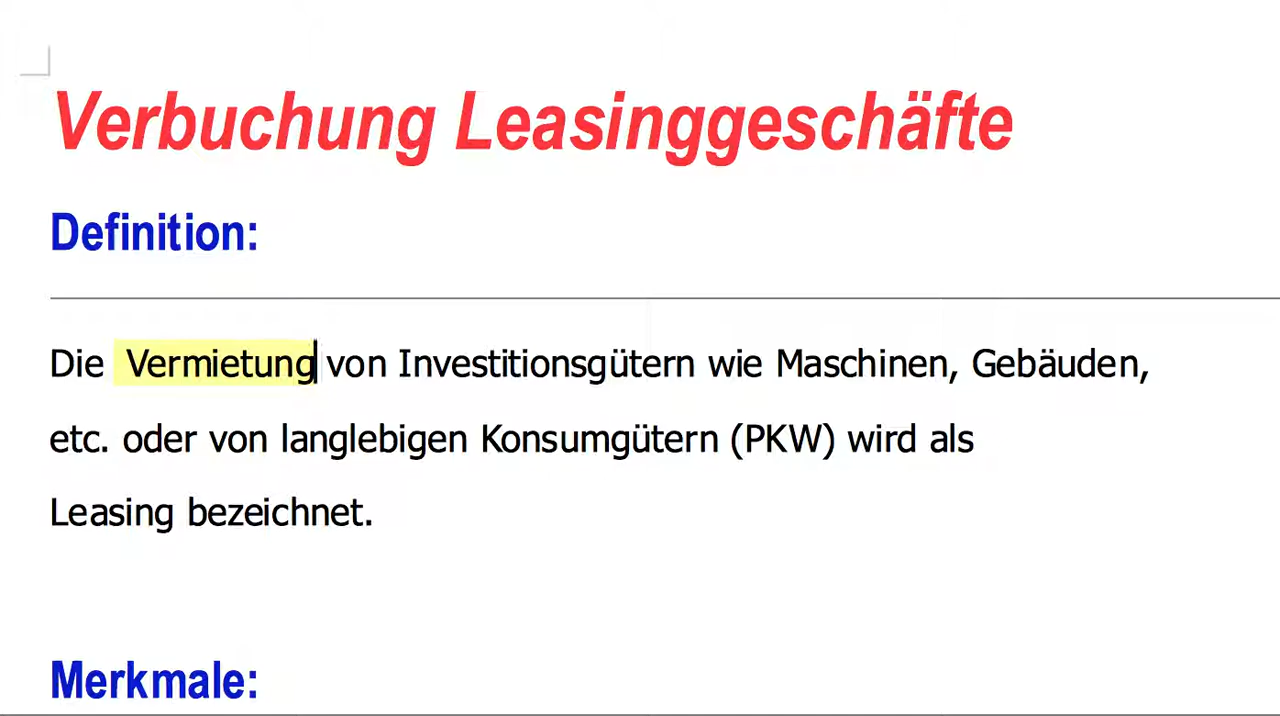 Verbuchung Leasinggeschäfte
Definition:
Die Vermietung von Investitionsgütern wie Maschinen, Gebäuden,
etc. oder von langlebigen Konsumgütern (PKW) wird als
Leasing bezeichnet.
Merkmale: